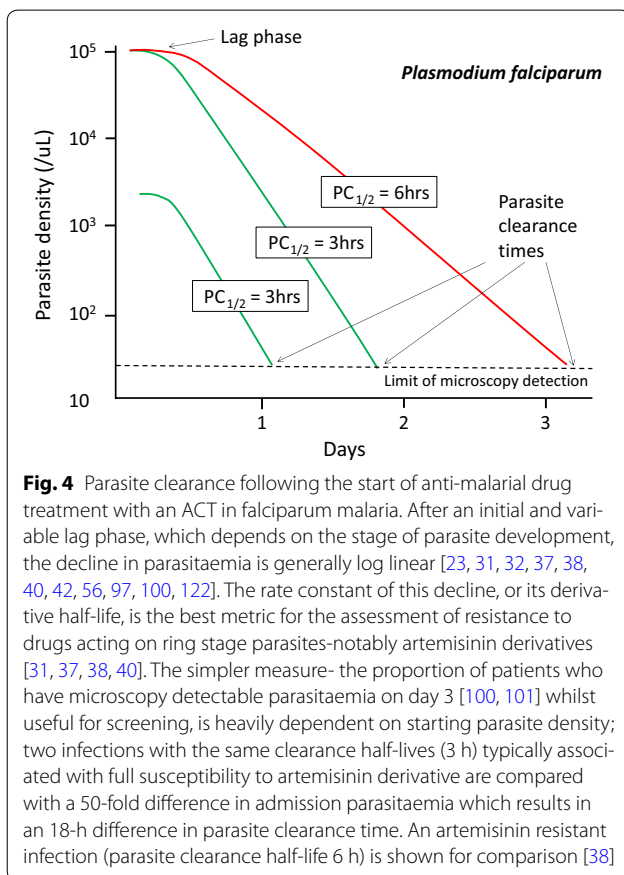 Lag phase
Plasmodium falciparum
10⁵
10⁴
10³
10²
10
Parasite density (/uL)
PC1/2 = 6hrs
PC1/2 = 3hrs
PC1/2 = 3hrs
Parasite
clearance
times
Limit of microscopy detection
1
2
3
Days
Fig. 4 Parasite clearance following the start of anti-malarial drug
treatment with an ACT in falciparum malaria. After an initial and vari-
able lag phase, which depends on the stage of parasite development,
the decline in parasitaemia is generally log linear [23, 31, 32, 37, 38,
40, 42, 56, 97, 100, 122]. The rate constant of this decline, or its deriva-
tive half-life, is the best metric for the assessment of resistance to
drugs acting on ring stage parasites-notably artemisinin derivatives
[31, 37, 38, 40]. The simpler measure- the proportion of patients who
have microscopy detectable parasitaemia on day 3 [100, 101] whilst
useful for screening, is heavily dependent on starting parasite density;
two infections with the same clearance half-lives (3 h) typically associ-
ated with full susceptibility to artemisinin derivative are compared
with a 50-fold difference in admission parasitaemia which results in
an 18-h difference in parasite clearance time. An artemisinin resistant
infection (parasite clearance half-life 6 h) is shown for comparison [38]